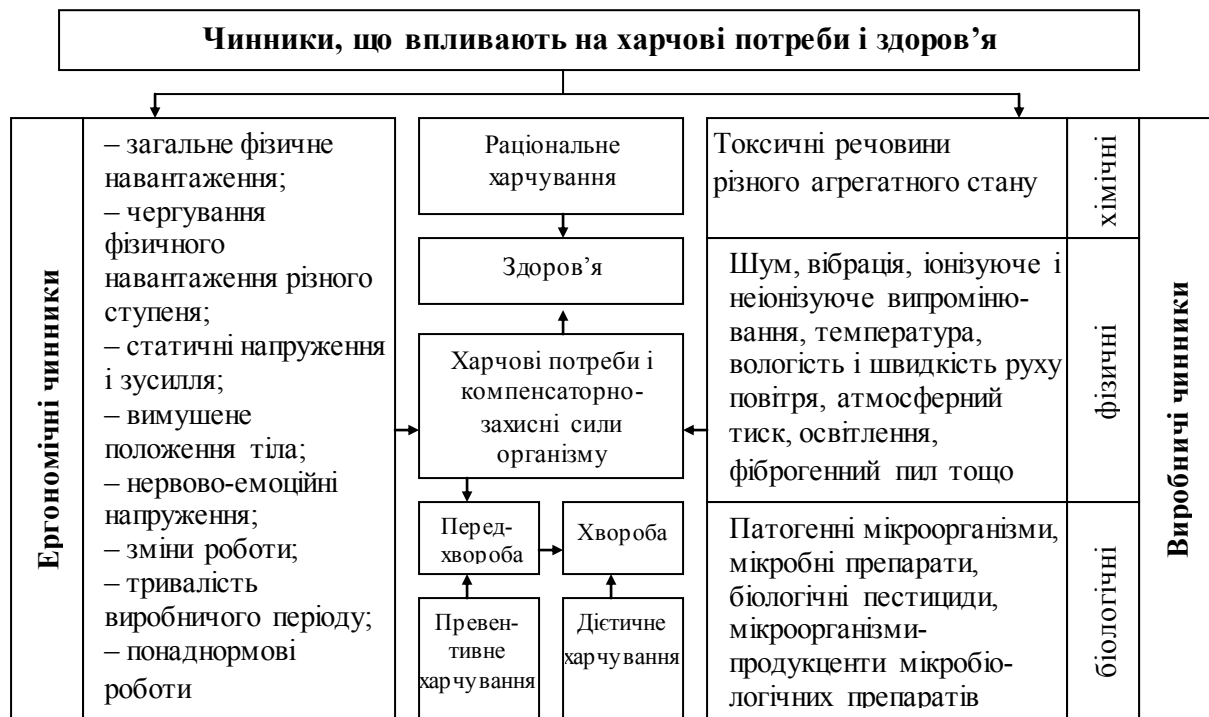 Чинники, що впливають на харчові потреби і здоров’я
Ергономічні чинники
– загальне фізичне
навантаження;
– чергування
фізичного
навантаження різного
ступеня;
– статичні напруження
і зусилля;
– вимушене
положення тіла;
– нервово-емоційні
напруження;
– зміни роботи;
– тривалість
виробничого періоду;
– понаднормові
роботи
Раціональне
харчування
Здоров’я
Харчові потреби і
компенсаторно-
захисні сили
організму
Перед-
хвороба
Хвороба
Превен-
тивне
харчування
Дієтичне
харчування
Токсичні речовини
різного агрегатного стану
хімічні
Шум, вібрація, іонізуюче і
неіонізуюче випроміню-
вання, температура,
вологість і швидкість руху
повітря, атмосферний
тиск, освітлення,
фіброгенний пил тощо
фізичні
Патогенні мікроорганізми,
мікробні препарати,
біологічні пестициди,
мікроорганізми-
продукценти мікробіо-
логічних препаратів
біологічні
Виробничі чинники